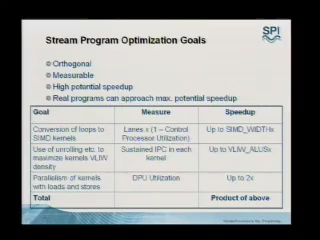 SPI
Stream Program Optimization Goals
Orthogonal
Measurable
High potential speedup
Real programs can approach max. potential speedup
Goal Measure Speedup
Conversion of loops to SIMD kernels
Lanes x (1 – Control Processor Utilization)
Up to SIMD_WIDTHx
Use of unrolling etc. to maximize kernels VLIW density
Sustained IPC in each kernel
Up to VLIW_ALUSx
Parallelism of kernels with loads and stores
DPU Utilization
Up to 2x
Total Product of above